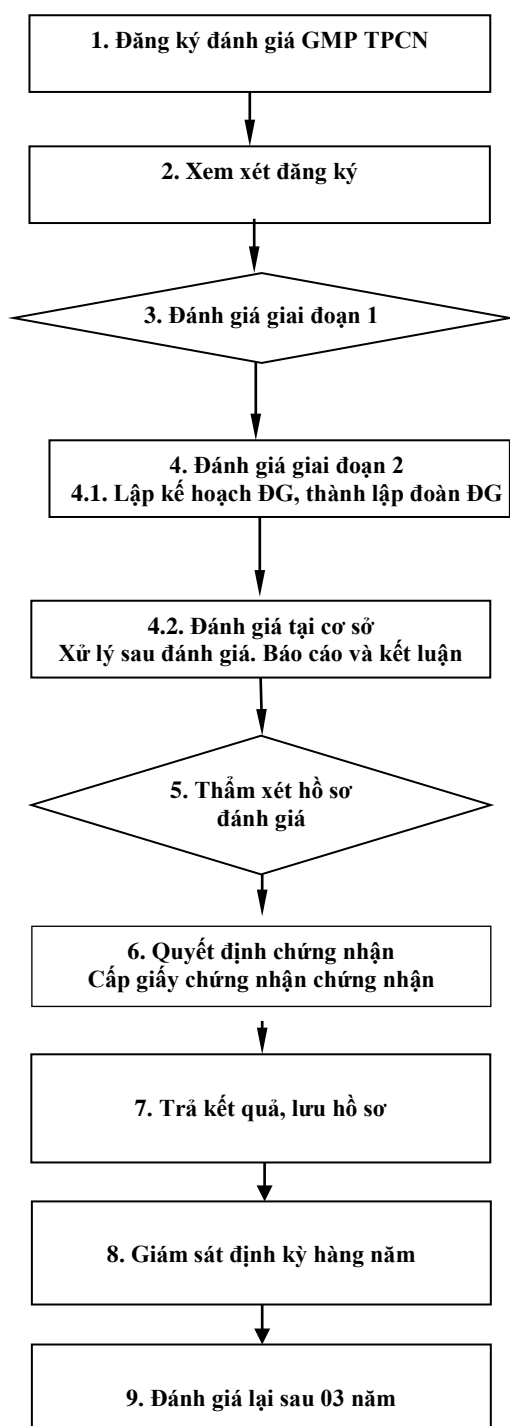 1. Đăng ký đánh giá GMP TPCN
2. Xem xét đăng ký
3. Đánh giá giai đoạn 1
4. Đánh giá giai đoạn 2
4.1. Lập kế hoạch ĐG, thành lập đoàn ĐG
4.2. Đánh giá tại cơ sở
Xử lý sau đánh giá. Báo cáo và kết luận
5. Thẩm xét hồ sơ
đánh giá
6. Quyết định chứng nhận
Cấp giấy chứng nhận chứng nhận
7. Trả kết quả, lưu hồ sơ
8. Giám sát định kỳ hàng năm
9. Đánh giá lại sau 03 năm